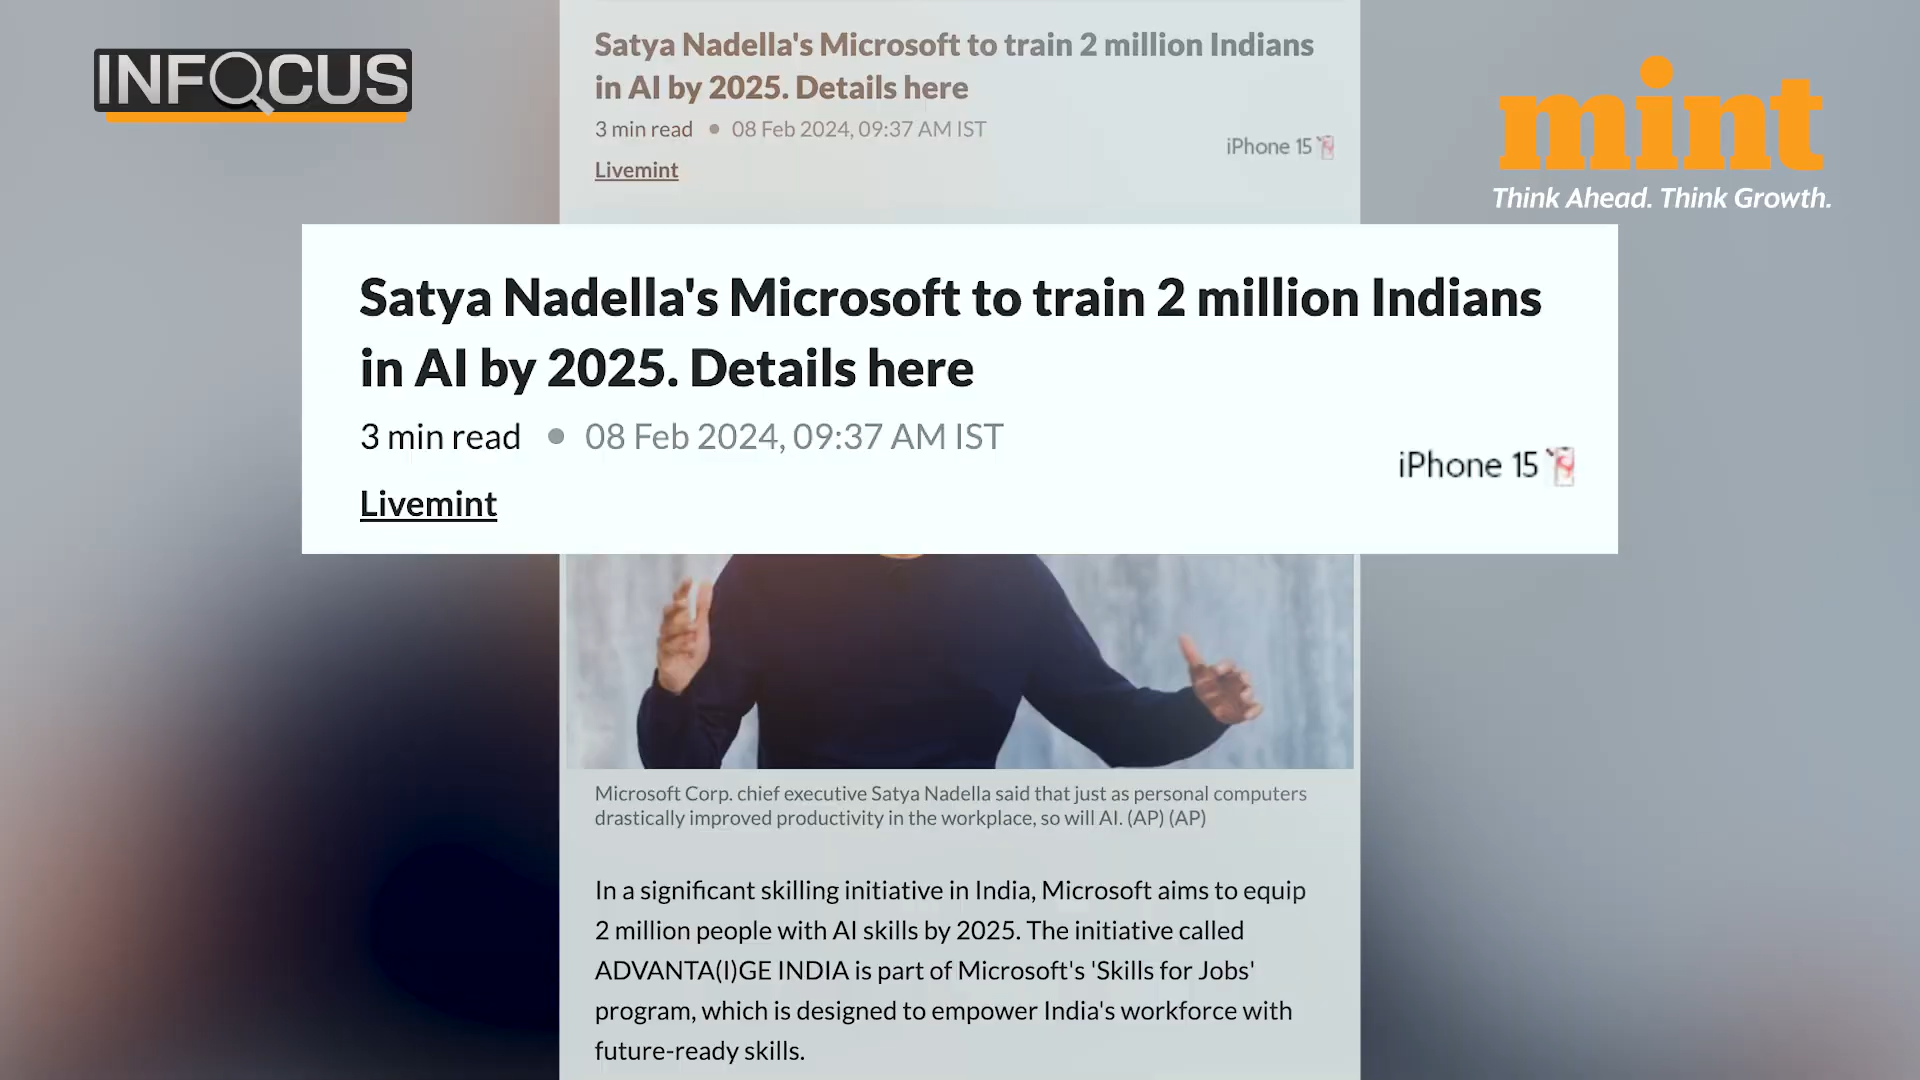 INFOCUS
mint
Think Ahead. Think Growth.
Satya Nadella's Microsoft to train 2 million Indians
in AI by 2025. Details here
3 min read • 08 Feb 2024, 09:37 AM IST
iPhone 15
Livemint
Satya Nadella's Microsoft to train 2 million Indians
in AI by 2025. Details here
3 min read • 08 Feb 2024, 09:37 AM IST
iPhone 15
Livemint
Microsoft Corp. chief executive Satya Nadella said that just as personal computers
drastically improved productivity in the workplace, so will AI. (AP) (AP)
In a significant skilling initiative in India, Microsoft aims to equip
2 million people with AI skills by 2025. The initiative called
ADVANTA(I)GE INDIA is part of Microsoft's 'Skills for Jobs'
program, which is designed to empower India's workforce with
future-ready skills.